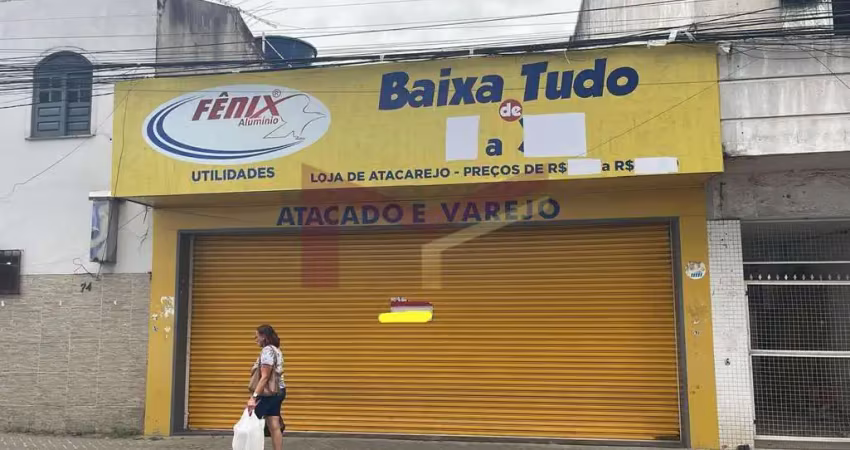 FÊNIX®
Alumínio
UTILIDADES
Baixa Tudo
de
a
LOJA DE ATACAREJO - PREÇOS DE R$ A R$
ATACADO E VAREJO
74